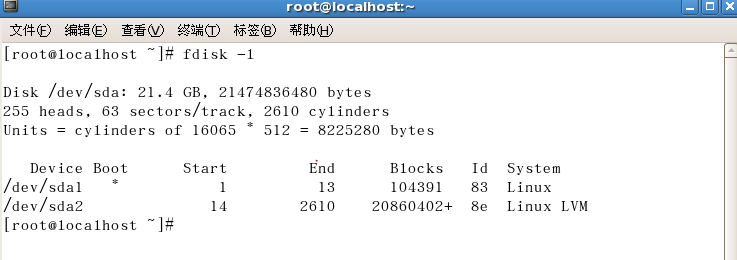 root@localhost:~
文件(F) 编辑(E) 查看(V) 终端(T) 标签(B) 帮助(H)
[root@localhost ~]# fdisk -l
Disk /dev/sda: 21.4 GB, 21474836480 bytes
255 heads, 63 sectors/track, 2610 cylinders
Units = cylinders of 16065 * 512 = 8225280 bytes
Device Boot Start End Blocks Id System
/dev/sda1 * 1 13 104391 83 Linux
/dev/sda2 14 2610 20860402+ 8e Linux LVM
[root@localhost ~]#